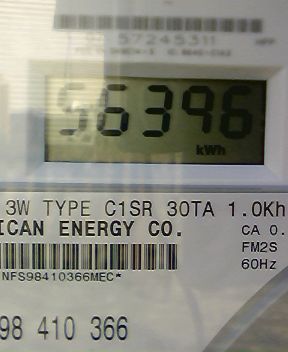 57245311
56396
kWh
3W TYPE C1SR 30TA 1.0Kh
ICAN ENERGY CO.
CA 0.
FM2S
60Hz
NFS98410366MEC*
98 410 366